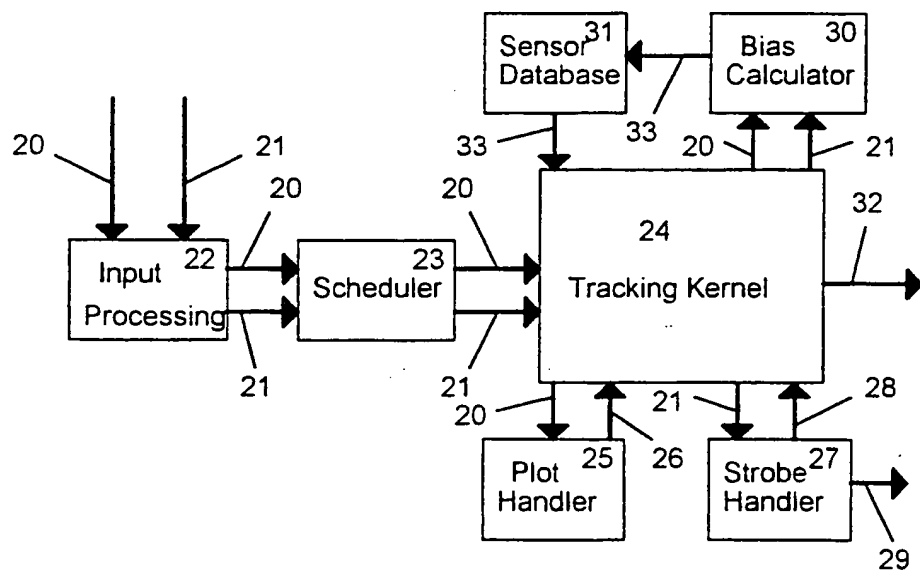 31
Sensor
Database
30
Bias
Calculator
33
33
20
21
20
21
20
20
24
32
22
Input
Processing
23
Scheduler
Tracking Kernel
21
21
20
26
21
28
25
Plot
Handler
27
Strobe
Handler
29